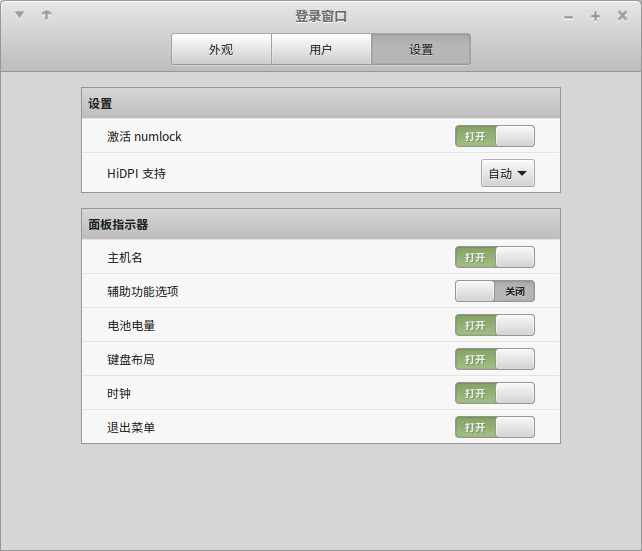 登录窗口
外观 用户 设置
设置
激活 numlock 打开
HiDPI 支持 自动
面板指示器
主机名 打开
辅助功能选项 关闭
电池电量 打开
键盘布局 打开
时钟 打开
退出菜单 打开